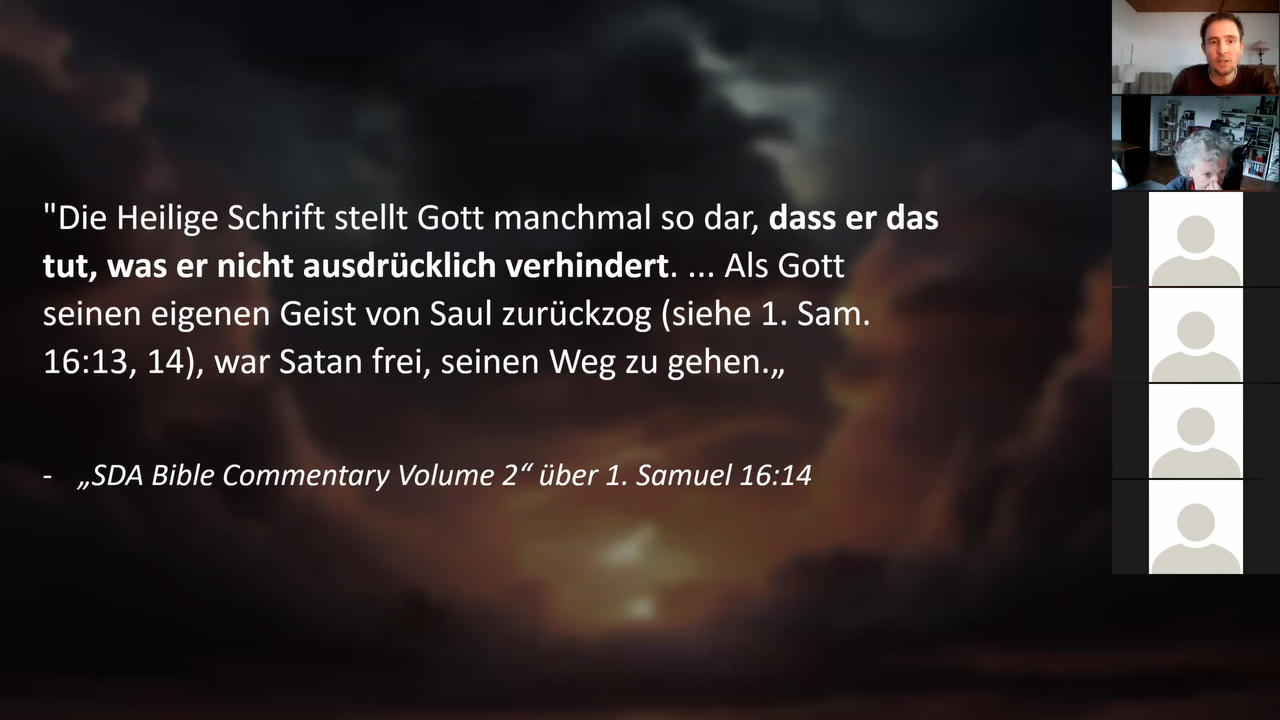 "Die Heilige Schrift stellt Gott manchmal so dar, dass er das
tut, was er nicht ausdrücklich verhindert. ... Als Gott
seinen eigenen Geist von Saul zurückzog (siehe 1. Sam.
16:13, 14), war Satan frei, seinen Weg zu gehen.„
- „SDA Bible Commentary Volume 2“ über 1. Samuel 16:14